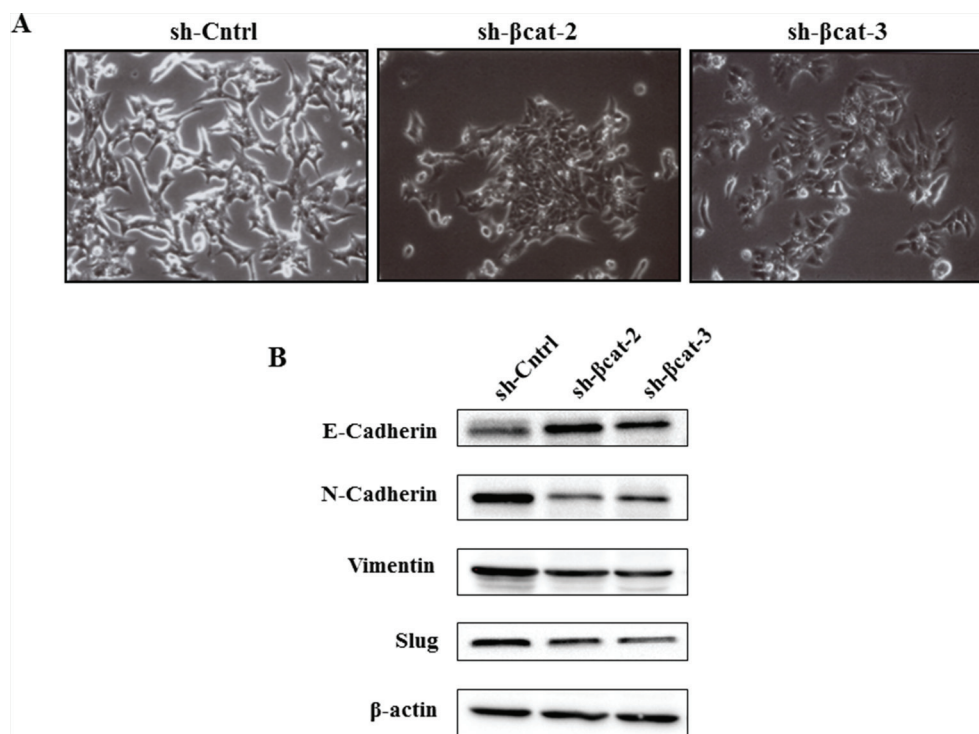 A
sh-Cntrl sh-βcat-2 sh-βcat-3
B
sh-Cntrl sh-βcat-2 sh-βcat-3
E-Cadherin
N-Cadherin
Vimentin
Slug
β-actin